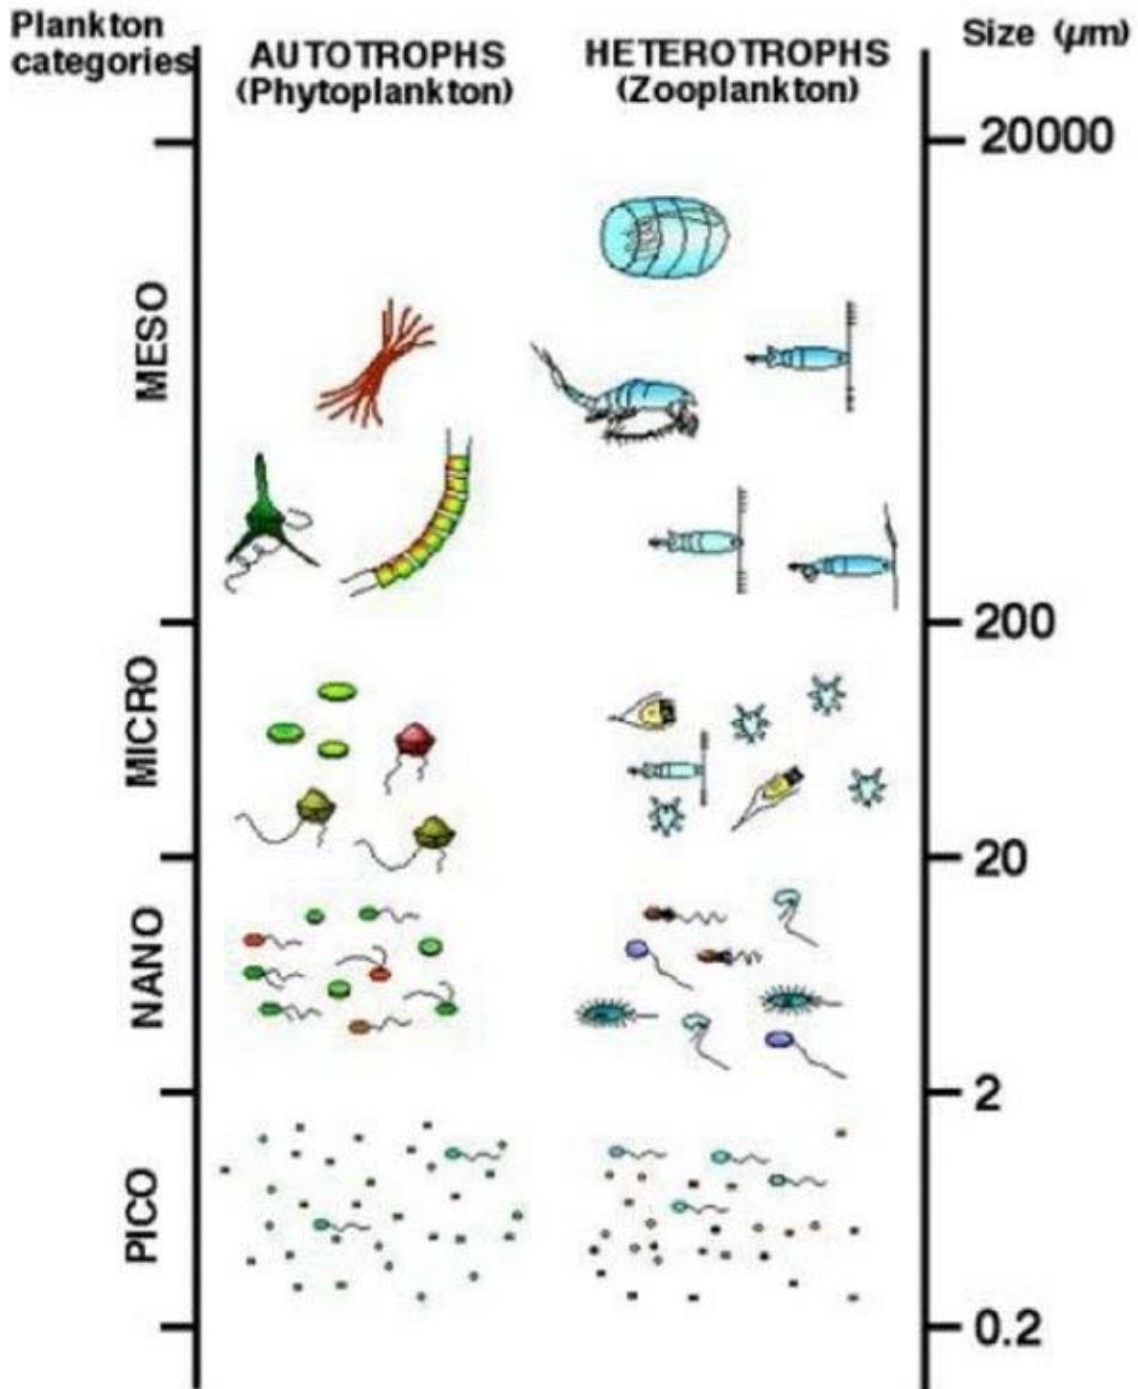 Plankton
categories
AUTOTROPHS
(Phytoplankton)
HETEROTROPHS
(Zooplankton)
Size (µm)
20000
MESO
200
MICRO
20
NANO
2
PICO
0.2